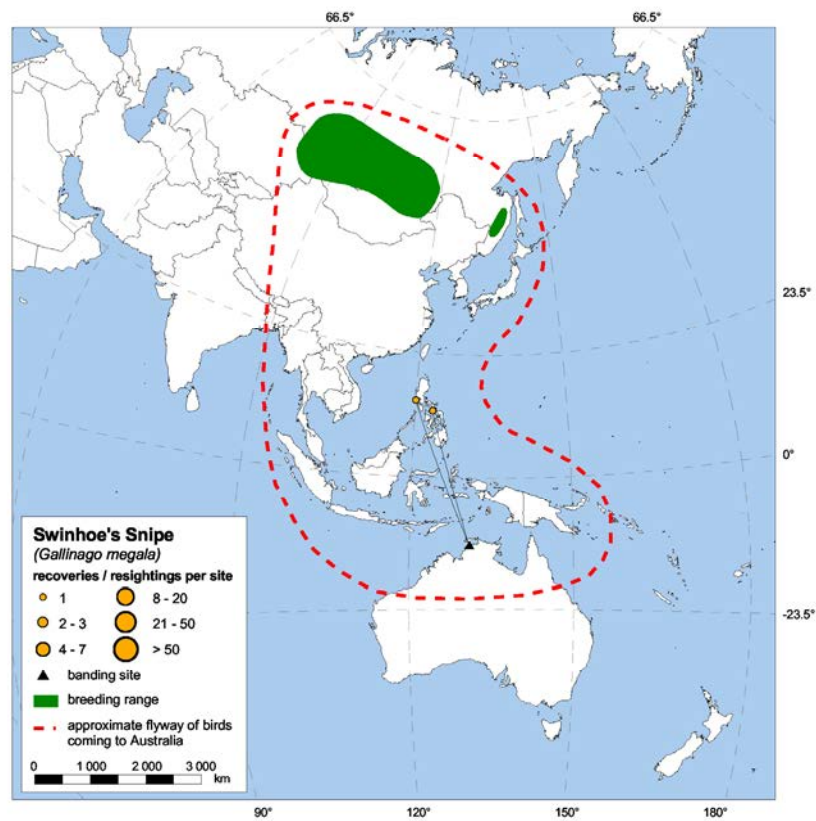 66.5°
66.5°
23.5°
0°
-23.5°
Swinhoe's Snipe
(Gallinago megala)
recoveries / resightings per site
1
8 - 20
2 - 3
21 - 50
4 - 7
> 50
banding site
breeding range
approximate flyway of birds
coming to Australia
0 1 000 2 000 3 000
km
90°
120°
150°
180°